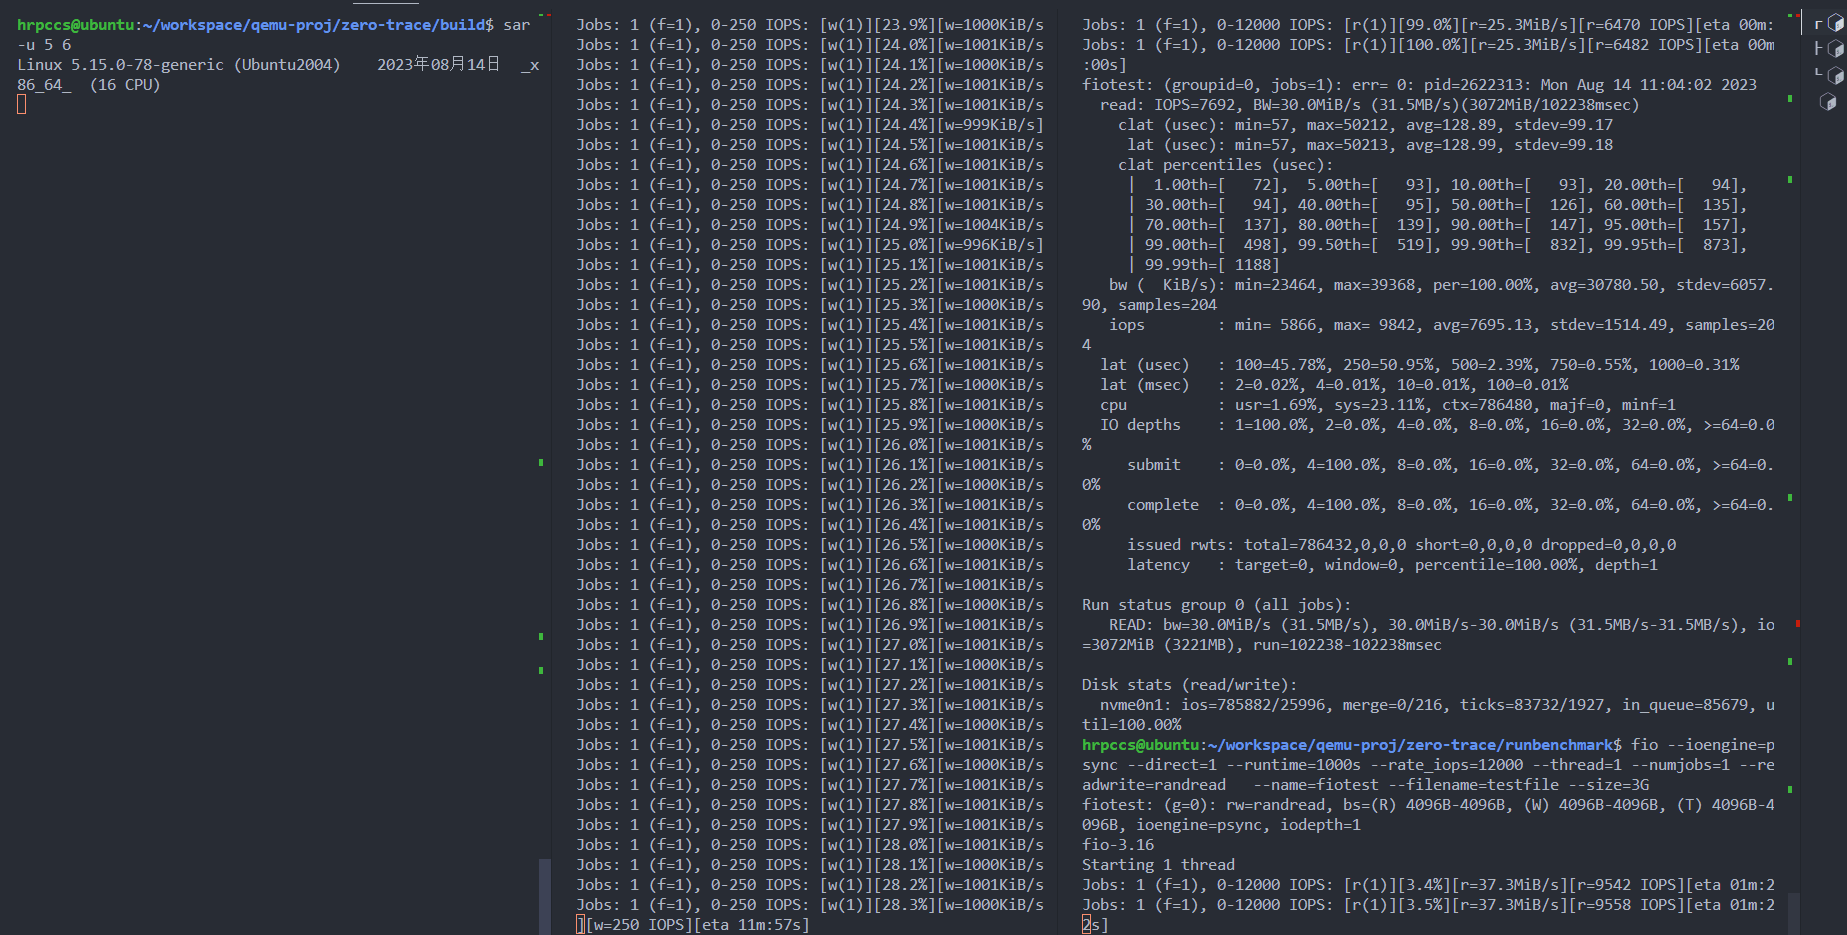 hrpccs@ubuntu:~/workspace/qemu-proj/zero-trace/build$ sar
-u 5 6
Linux 5.15.0-78-generic (Ubuntu2004)    2023年08月14日  _x
86_64_  (16 CPU)
Jobs: 1 (f=1), 0-250 IOPS: [w(1)][23.9%][w=1000KiB/s
Jobs: 1 (f=1), 0-250 IOPS: [w(1)][24.0%][w=1000KiB/s
Jobs: 1 (f=1), 0-250 IOPS: [w(1)][24.1%][w=1000KiB/s
Jobs: 1 (f=1), 0-250 IOPS: [w(1)][24.2%][w=1001KiB/s
Jobs: 1 (f=1), 0-250 IOPS: [w(1)][24.3%][w=1000KiB/s
Jobs: 1 (f=1), 0-250 IOPS: [w(1)][24.4%][w=999KiB/s]
Jobs: 1 (f=1), 0-250 IOPS: [w(1)][24.5%][w=1001KiB/s
Jobs: 1 (f=1), 0-250 IOPS: [w(1)][24.6%][w=1001KiB/s
Jobs: 1 (f=1), 0-250 IOPS: [w(1)][24.7%][w=1001KiB/s
Jobs: 1 (f=1), 0-250 IOPS: [w(1)][24.8%][w=1001KiB/s
Jobs: 1 (f=1), 0-250 IOPS: [w(1)][24.9%][w=1004KiB/s
Jobs: 1 (f=1), 0-250 IOPS: [w(1)][25.0%][w=996KiB/s]
Jobs: 1 (f=1), 0-250 IOPS: [w(1)][25.1%][w=1001KiB/s
Jobs: 1 (f=1), 0-250 IOPS: [w(1)][25.2%][w=1001KiB/s
Jobs: 1 (f=1), 0-250 IOPS: [w(1)][25.3%][w=1000KiB/s
Jobs: 1 (f=1), 0-250 IOPS: [w(1)][25.4%][w=1001KiB/s
Jobs: 1 (f=1), 0-250 IOPS: [w(1)][25.5%][w=1001KiB/s
Jobs: 1 (f=1), 0-250 IOPS: [w(1)][25.6%][w=1001KiB/s
Jobs: 1 (f=1), 0-250 IOPS: [w(1)][25.7%][w=1000KiB/s
Jobs: 1 (f=1), 0-250 IOPS: [w(1)][25.8%][w=1001KiB/s
Jobs: 1 (f=1), 0-250 IOPS: [w(1)][25.9%][w=1000KiB/s
Jobs: 1 (f=1), 0-250 IOPS: [w(1)][26.0%][w=1001KiB/s
Jobs: 1 (f=1), 0-250 IOPS: [w(1)][26.1%][w=1001KiB/s
Jobs: 1 (f=1), 0-250 IOPS: [w(1)][26.2%][w=1001KiB/s
Jobs: 1 (f=1), 0-250 IOPS: [w(1)][26.3%][w=1000KiB/s
Jobs: 1 (f=1), 0-250 IOPS: [w(1)][26.4%][w=1001KiB/s
Jobs: 1 (f=1), 0-250 IOPS: [w(1)][26.5%][w=1000KiB/s
Jobs: 1 (f=1), 0-250 IOPS: [w(1)][26.6%][w=1000KiB/s
Jobs: 1 (f=1), 0-250 IOPS: [w(1)][26.7%][w=1001KiB/s
Jobs: 1 (f=1), 0-250 IOPS: [w(1)][26.8%][w=1000KiB/s
Jobs: 1 (f=1), 0-250 IOPS: [w(1)][26.9%][w=1001KiB/s
Jobs: 1 (f=1), 0-250 IOPS: [w(1)][27.0%][w=1001KiB/s
Jobs: 1 (f=1), 0-250 IOPS: [w(1)][27.1%][w=1000KiB/s
Jobs: 1 (f=1), 0-250 IOPS: [w(1)][27.2%][w=1001KiB/s
Jobs: 1 (f=1), 0-250 IOPS: [w(1)][27.3%][w=1001KiB/s
Jobs: 1 (f=1), 0-250 IOPS: [w(1)][27.4%][w=1000KiB/s
Jobs: 1 (f=1), 0-250 IOPS: [w(1)][27.5%][w=1001KiB/s
Jobs: 1 (f=1), 0-250 IOPS: [w(1)][27.6%][w=1000KiB/s
Jobs: 1 (f=1), 0-250 IOPS: [w(1)][27.7%][w=1000KiB/s
Jobs: 1 (f=1), 0-250 IOPS: [w(1)][27.8%][w=1001KiB/s
Jobs: 1 (f=1), 0-250 IOPS: [w(1)][27.9%][w=1001KiB/s
Jobs: 1 (f=1), 0-250 IOPS: [w(1)][28.0%][w=1000KiB/s
Jobs: 1 (f=1), 0-250 IOPS: [w(1)][28.1%][w=1000KiB/s
Jobs: 1 (f=1), 0-250 IOPS: [w(1)][28.2%][w=1001KiB/s
Jobs: 1 (f=1), 0-250 IOPS: [w(1)][28.3%][w=1001KiB/s
][w=250 IOPS][eta 11m:57s]
Jobs: 1 (f=1), 0-12000 IOPS: [r(1)][99.0%][r=25.3MiB/s][r=6470 IOPS][eta 00m:
Jobs: 1 (f=1), 0-12000 IOPS: [r(1)][100.0%][r=25.3MiB/s][r=6482 IOPS][eta 00m
:00s]
fiotest: (groupid=0, jobs=1): err= 0: pid=2622313: Mon Aug 14 11:04:02 2023
  read: IOPS=7692, BW=30.0MiB/s (31.5MB/s)(3072MiB/102238msec)
    clat (usec): min=57, max=50212, avg=128.89, stdev=99.17
     lat (usec): min=57, max=50213, avg=128.99, stdev=99.18
    clat percentiles (usec):
     |  1.00th=[   72],  5.00th=[   93], 10.00th=[   93], 20.00th=[   94],
     | 30.00th=[   94], 40.00th=[   95], 50.00th=[  126], 60.00th=[  135],
     | 70.00th=[  137], 80.00th=[  139], 90.00th=[  147], 95.00th=[  157],
     | 99.00th=[  498], 99.50th=[  519], 99.90th=[  832], 99.95th=[  873],
     | 99.99th=[ 1188]
   bw (  KiB/s): min=23464, max=39368, per=100.00%, avg=30780.50, stdev=6057.
90, samples=204
   iops        : min= 5866, max= 9842, avg=7695.13, stdev=1514.49, samples=20
4
  lat (usec)   : 100=45.78%, 250=50.95%, 500=2.39%, 750=0.55%, 1000=0.31%
  lat (msec)   : 2=0.02%, 4=0.01%, 10=0.01%, 100=0.01%
  cpu          : usr=1.69%, sys=23.11%, ctx=786480, majf=0, minf=1
  IO depths    : 1=100.0%, 2=0.0%, 4=0.0%, 8=0.0%, 16=0.0%, 32=0.0%, >=64=0.0
%
     submit    : 0=0.0%, 4=100.0%, 8=0.0%, 16=0.0%, 32=0.0%, 64=0.0%, >=64=0.
0%
     complete  : 0=0.0%, 4=100.0%, 8=0.0%, 16=0.0%, 32=0.0%, 64=0.0%, >=64=0.
0%
     issued rwts: total=786432,0,0,0 short=0,0,0,0 dropped=0,0,0,0
     latency   : target=0, window=0, percentile=100.00%, depth=1
Run status group 0 (all jobs):
   READ: bw=30.0MiB/s (31.5MB/s), 30.0MiB/s-30.0MiB/s (31.5MB/s-31.5MB/s), io
=3072MiB (3221MB), run=102238-102238msec
Disk stats (read/write):
  nvme0n1: ios=785882/25996, merge=0/216, ticks=83732/1927, in_queue=85679, u
til=100.00%
hrpccs@ubuntu:~/workspace/qemu-proj/zero-trace/runbenchmark$ fio --ioengine=p
sync --direct=1 --runtime=1000s --rate_iops=12000 --thread=1 --numjobs=1 --re
adwrite=randread   --name=fiotest --filename=testfile --size=3G
fiotest: (g=0): rw=randread, bs=(R) 4096B-4096B, (W) 4096B-4096B, (T) 4096B-4
096B, ioengine=psync, iodepth=1
fio-3.16
Starting 1 thread
Jobs: 1 (f=1), 0-12000 IOPS: [r(1)][3.4%][r=37.3MiB/s][r=9542 IOPS][eta 01m:2
Jobs: 1 (f=1), 0-12000 IOPS: [r(1)][3.5%][r=37.3MiB/s][r=9558 IOPS][eta 01m:2
2s]